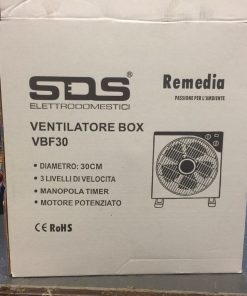 SDS®
ELETTRODOMESTICI
Remedia
PASSIONE PER L'AMBIENTE
VENTILATORE BOX
VBF30
• DIAMETRO: 30CM
• 3 LIVELLI DI VELOCITA
• MANOPOLA TIMER
• MOTORE POTENZIATO
CE RoHS